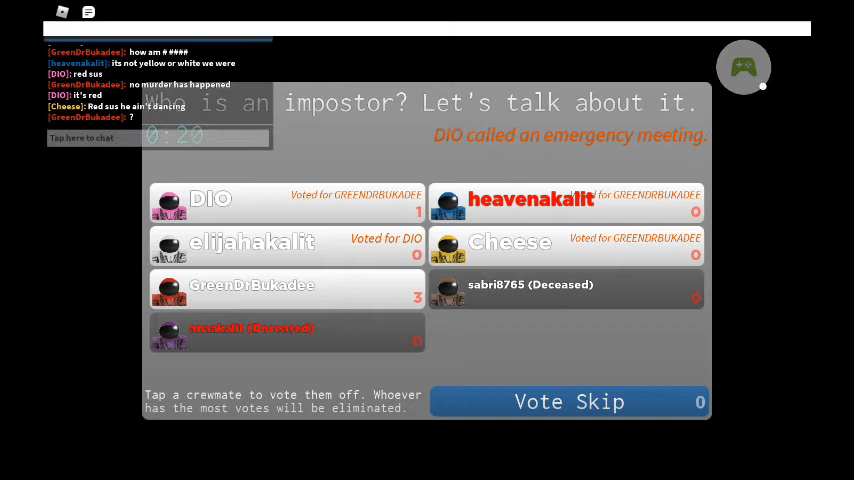 [GreenDrBukadee]: how am # ####
[heavenakalit]: its not yellow or white we were
[DIO]: red sus
[GreenDrBukadee]: no murder has happened
[DIO]: it's red
[Cheese]: Red sus he ain't dancing
[GreenDrBukadee]: ?
Tap here to chat
Who is an impostor? Let's talk about it.
0:20
DIO called an emergency meeting.
DIO
Voted for GREENDRBUKADEE
1
heavenakalit
Voted for GREENDRBUKADEE
0
elijahakalit
Voted for DIO
0
Cheese
Voted for GREENDRBUKADEE
0
GreenDrBukadee
3
sabri8765 (Deceased)
0
anaakalit (Deceased)
0
Tap a crewmate to vote them off. Whoever
has the most votes will be eliminated.
Vote Skip
0